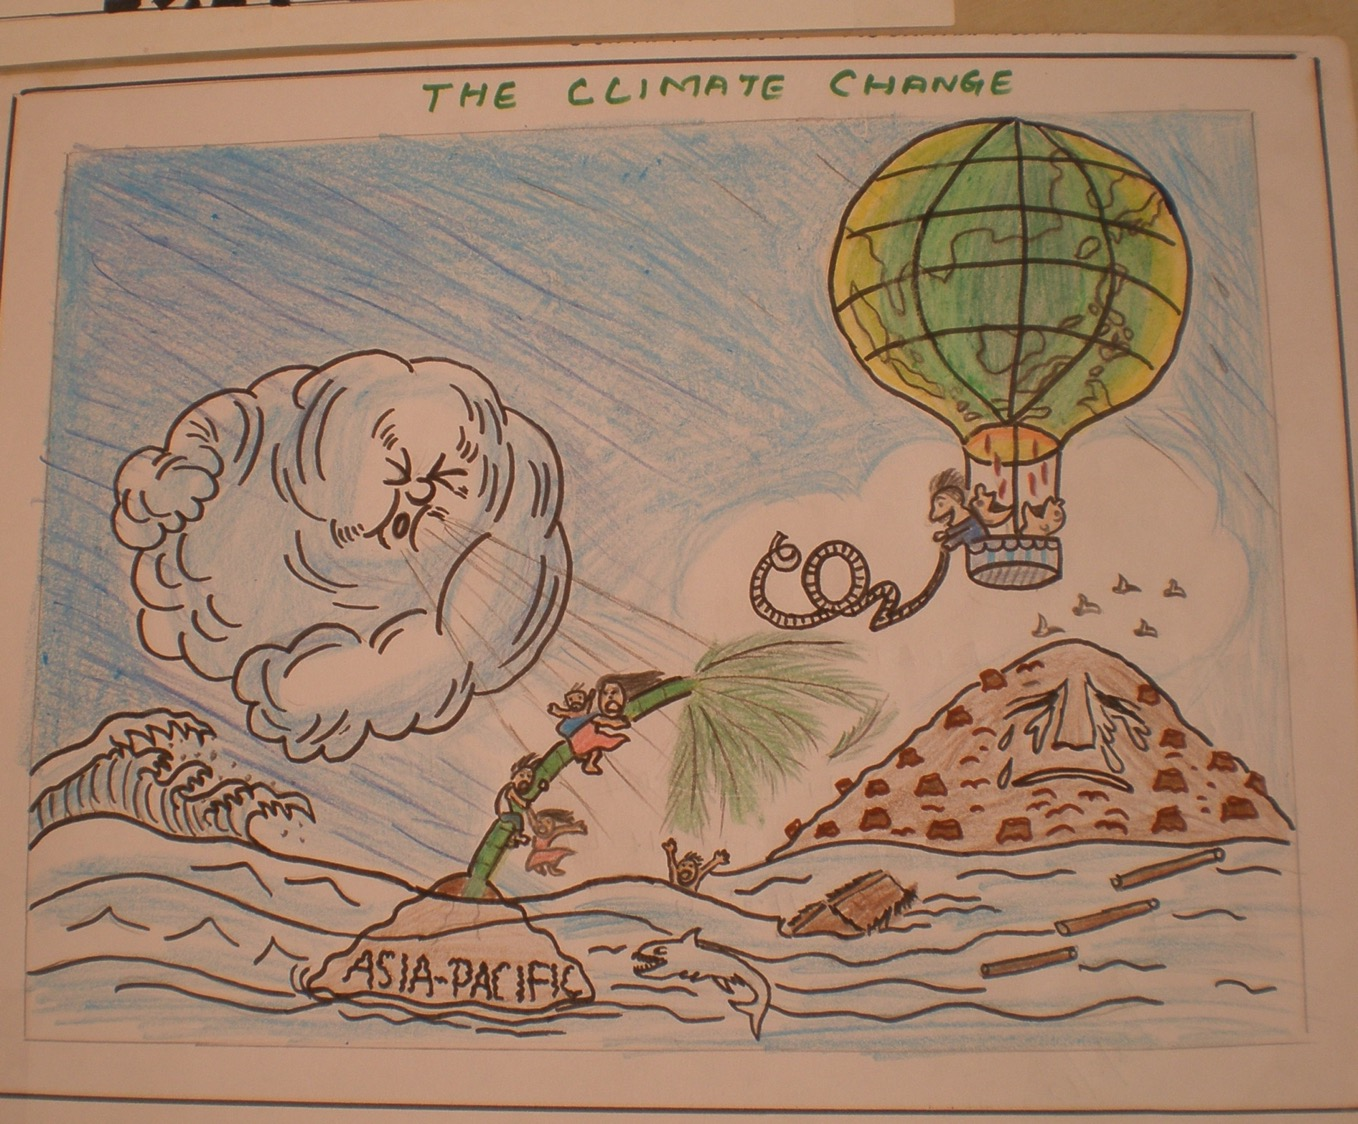 THE CLIMATE CHANGE
CO2
ASIA-PACIFIC